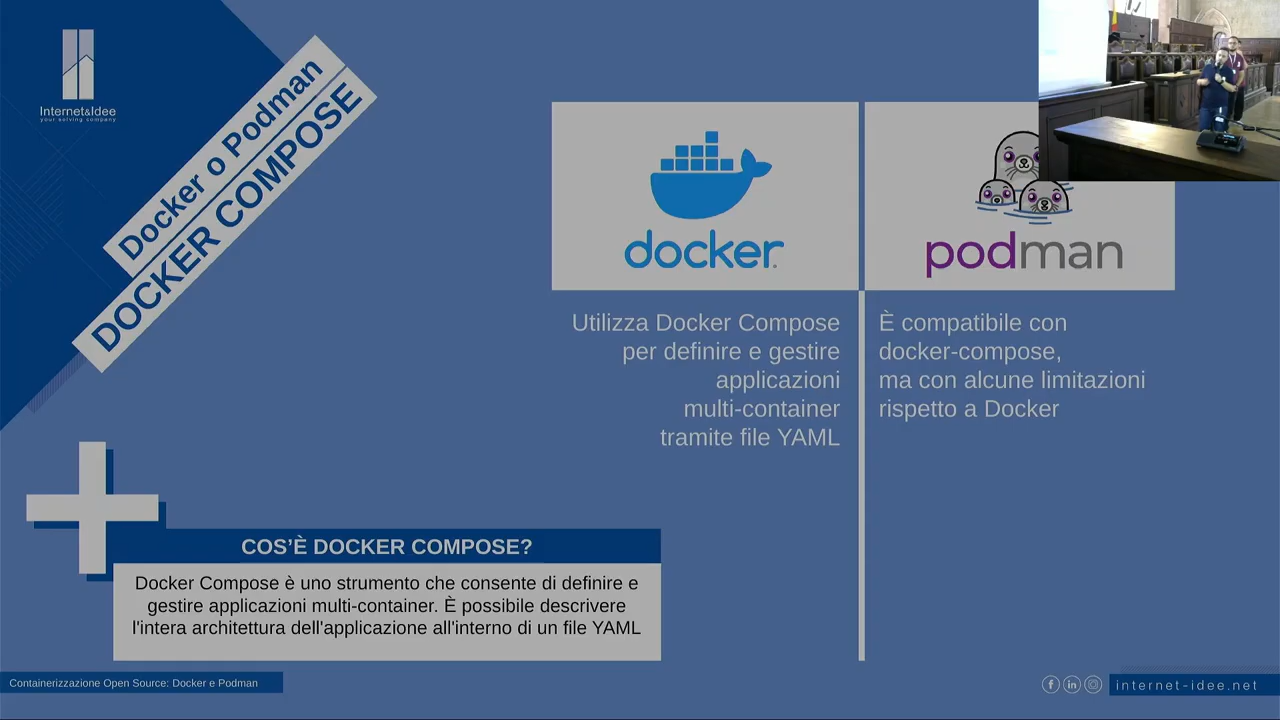 Internet&Idee
your solving company
Docker o Podman
DOCKER COMPOSE
docker
podman
Utilizza Docker Compose
per definire e gestire
applicazioni
multi-container
tramite file YAML
È compatibile con
docker-compose,
ma con alcune limitazioni
rispetto a Docker
COS'È DOCKER COMPOSE?
Docker Compose è uno strumento che consente di definire e
gestire applicazioni multi-container. È possibile descrivere
l'intera architettura dell'applicazione all'interno di un file YAML
Containerizzazione Open Source: Docker e Podman
internet-idee.net